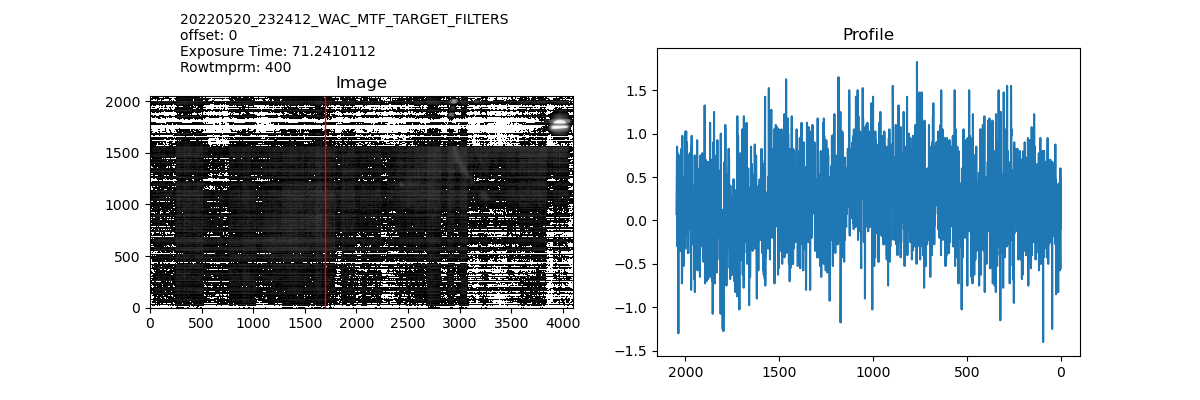 20220520_232412_WAC_MTF_TARGET_FILTERS
offset: 0
Exposure Time: 71.2410112
Rowtmprm: 400
Image
2000
1500
1000
500
0
0 500 1000 1500 2000 2500 3000 3500 4000
Profile
1.5
1.0
0.5
0.0
−0.5
−1.0
−1.5
2000 1500 1000 500 0